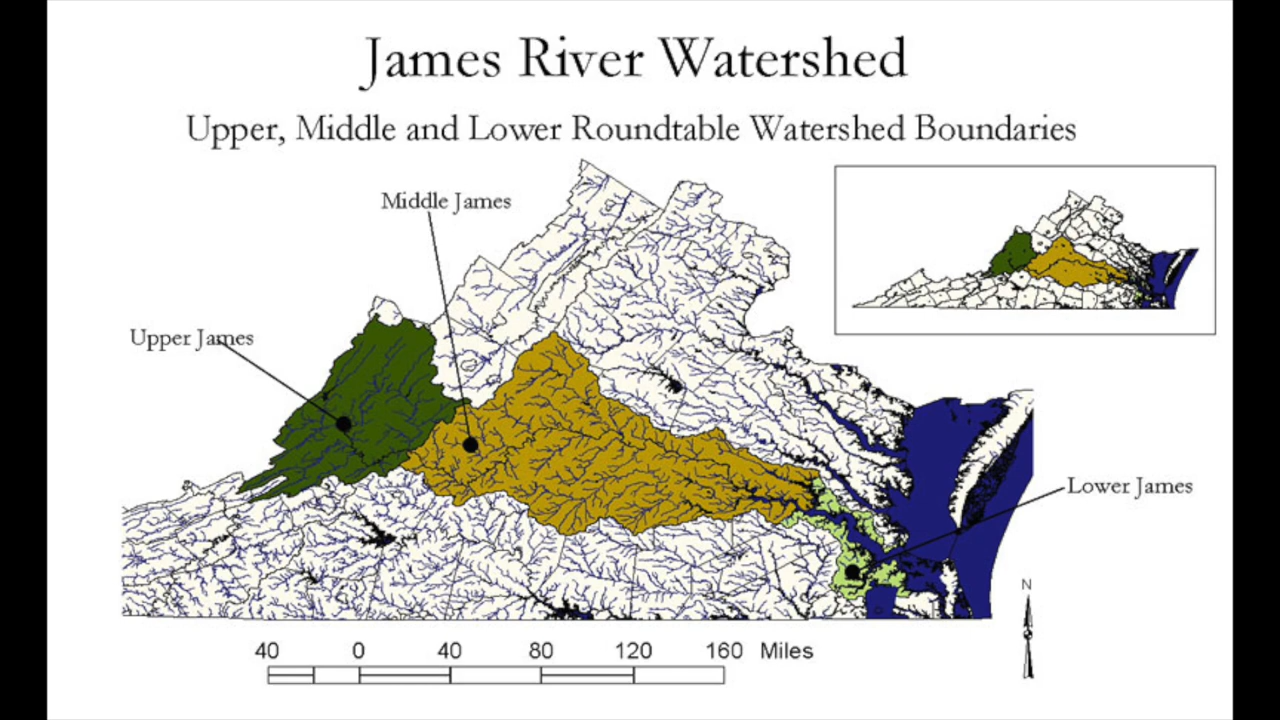 James River Watershed
Upper, Middle and Lower Roundtable Watershed Boundaries
Middle James
Upper James
Lower James
N
40 0 40 80 120 160 Miles